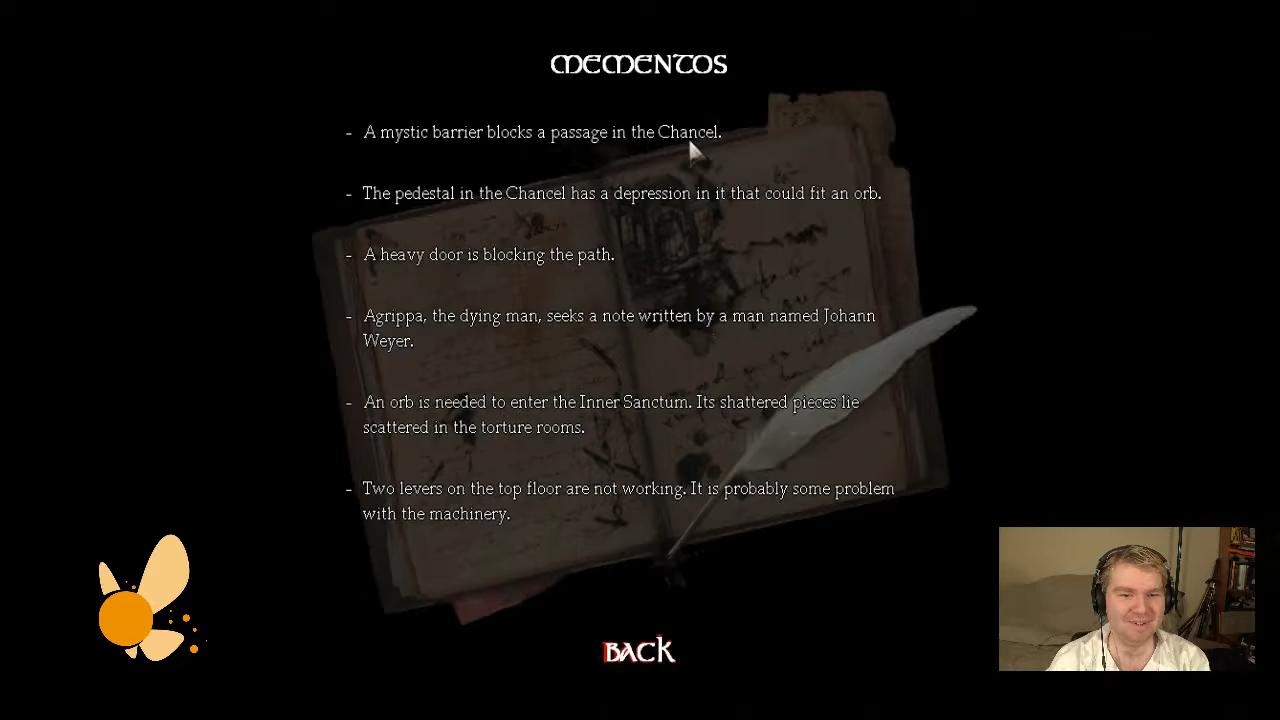 MEMENTOS
- A mystic barrier blocks a passage in the Chancel.
- The pedestal in the Chancel has a depression in it that could fit an orb.
- A heavy door is blocking the path.
- Agrippa, the dying man, seeks a note written by a man named Johann
Weyer.
- An orb is needed to enter the Inner Sanctum. Its shattered pieces lie
scattered in the torture rooms.
- Two levers on the top floor are not working. It is probably some problem
with the machinery.
BACK